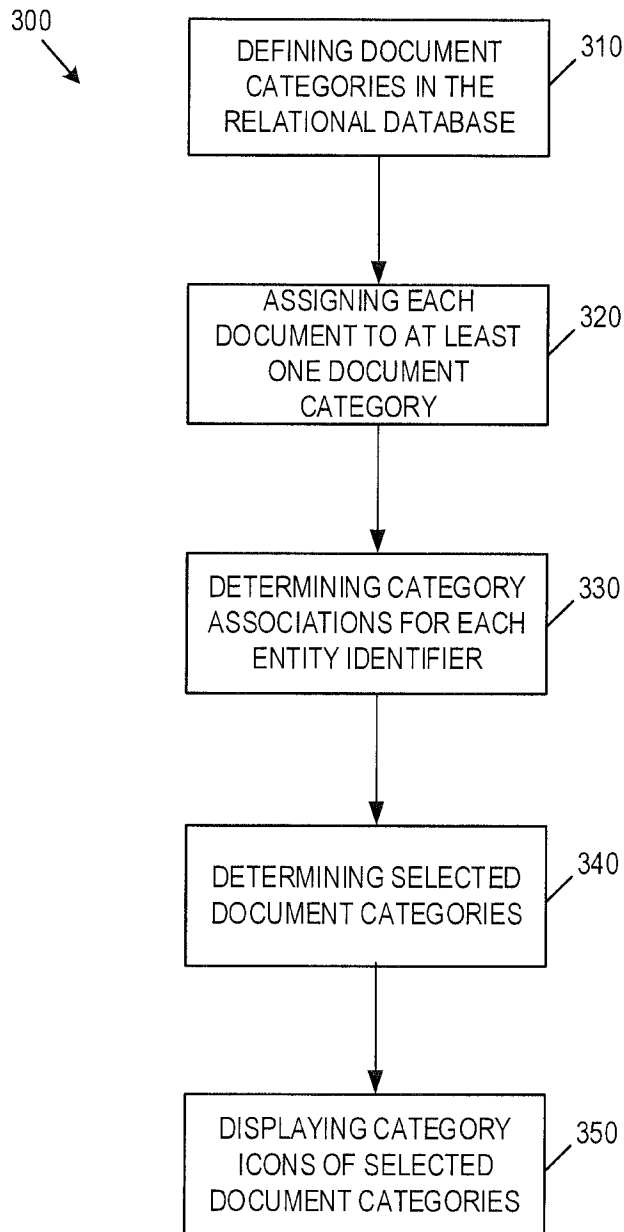 300
DEFINING DOCUMENT
CATEGORIES IN THE
RELATIONAL DATABASE
310
ASSIGNING EACH
DOCUMENT TO AT LEAST
ONE DOCUMENT
CATEGORY
320
DETERMINING CATEGORY
ASSOCIATIONS FOR EACH
ENTITY IDENTIFIER
330
DETERMINING SELECTED
DOCUMENT CATEGORIES
340
DISPLAYING CATEGORY
ICONS OF SELECTED
DOCUMENT CATEGORIES
350